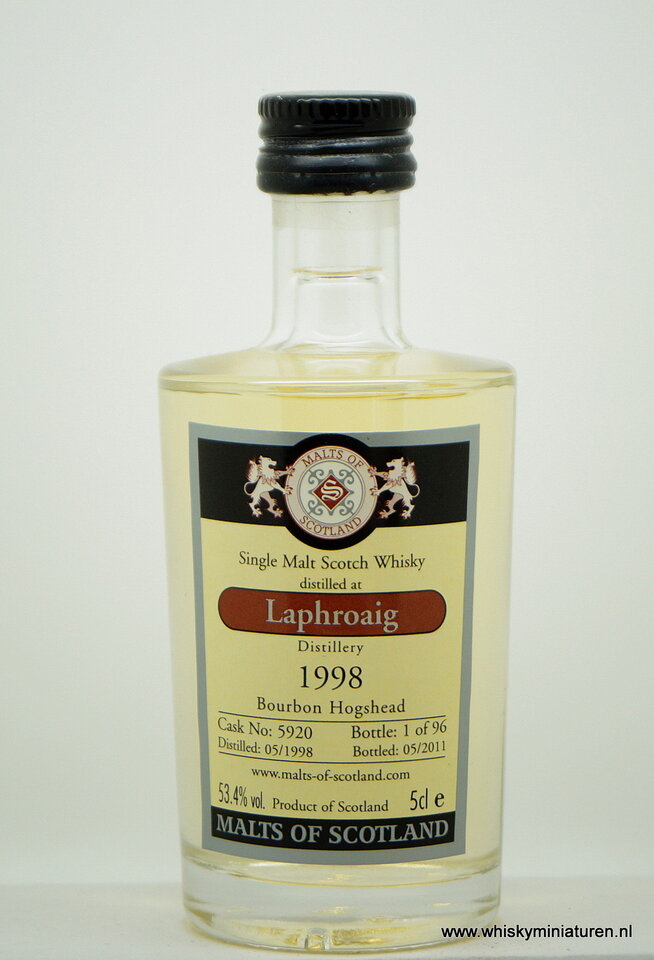 MALTS OF
S
SCOTLAND
Single Malt Scotch Whisky
distilled at
Laphroaig
Distillery
1998
Bourbon Hogshead
Cask No: 5920 Bottle: 1 of 96
Distilled: 05/1998 Bottled: 05/2011
www.malts-of-scotland.com
53.4% vol. Product of Scotland 5cl e
MALTS OF SCOTLAND
www.whiskyminiaturen.nl